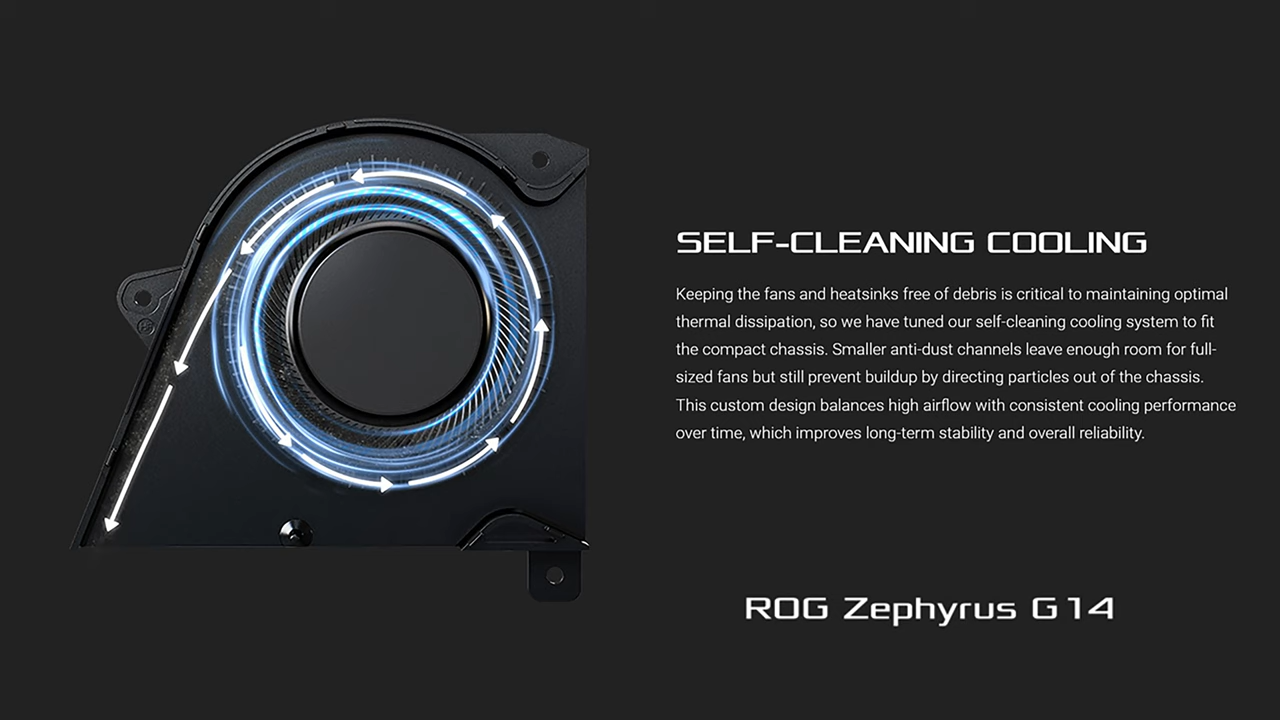 SELF-CLEANING COOLING
Keeping the fans and heatsinks free of debris is critical to maintaining optimal
thermal dissipation, so we have tuned our self-cleaning cooling system to fit
the compact chassis. Smaller anti-dust channels leave enough room for full-
sized fans but still prevent buildup by directing particles out of the chassis.
This custom design balances high airflow with consistent cooling performance
over time, which improves long-term stability and overall reliability.
ROG Zephyrus G14